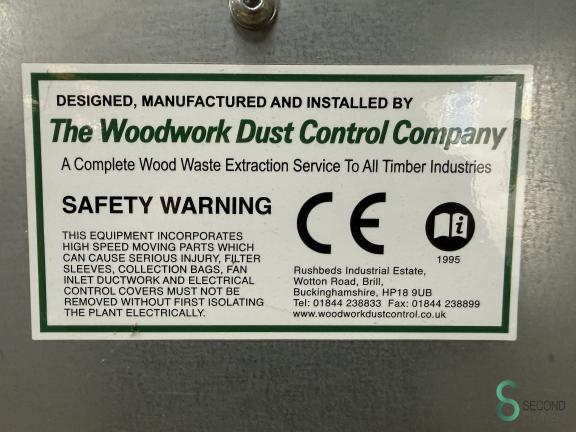 DESIGNED, MANUFACTURED AND INSTALLED BY
The Woodwork Dust Control Company
A Complete Wood Waste Extraction Service To All Timber Industries
SAFETY WARNING
THIS EQUIPMENT INCORPORATES
HIGH SPEED MOVING PARTS WHICH
CAN CAUSE SERIOUS INJURY, FILTER
SLEEVES, COLLECTION BAGS, FAN
INLET DUCTWORK AND ELECTRICAL
CONTROL COVERS MUST NOT BE
REMOVED WITHOUT FIRST ISOLATING
THE PLANT ELECTRICALLY.
CE
i
1995
Rushbeds Industrial Estate,
Wotton Road, Brill,
Buckinghamshire, HP18 9UB
Tel: 01844 238833 Fax: 01844 238899
www.woodworkdustcontrol.co.uk
SECOND